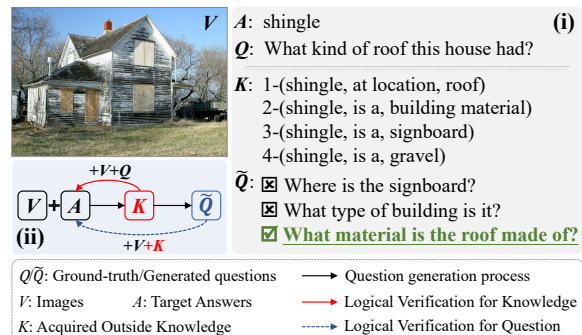 V
A: shingle
(i)
Q: What kind of roof this house had?
K: 1-(shingle, at location, roof)
2-(shingle, is a, building material)
3-(shingle, is a, signboard)
4-(shingle, is a, gravel)
Q̃: Where is the signboard?
What type of building is it?
What material is the roof made of?
+V+Q
V + A K Q̃
(ii)
+V+K
Q/Q̃: Ground-truth/Generated questions
V: Images A: Target Answers
K: Acquired Outside Knowledge
Question generation process
Logical Verification for Knowledge
Logical Verification for Question